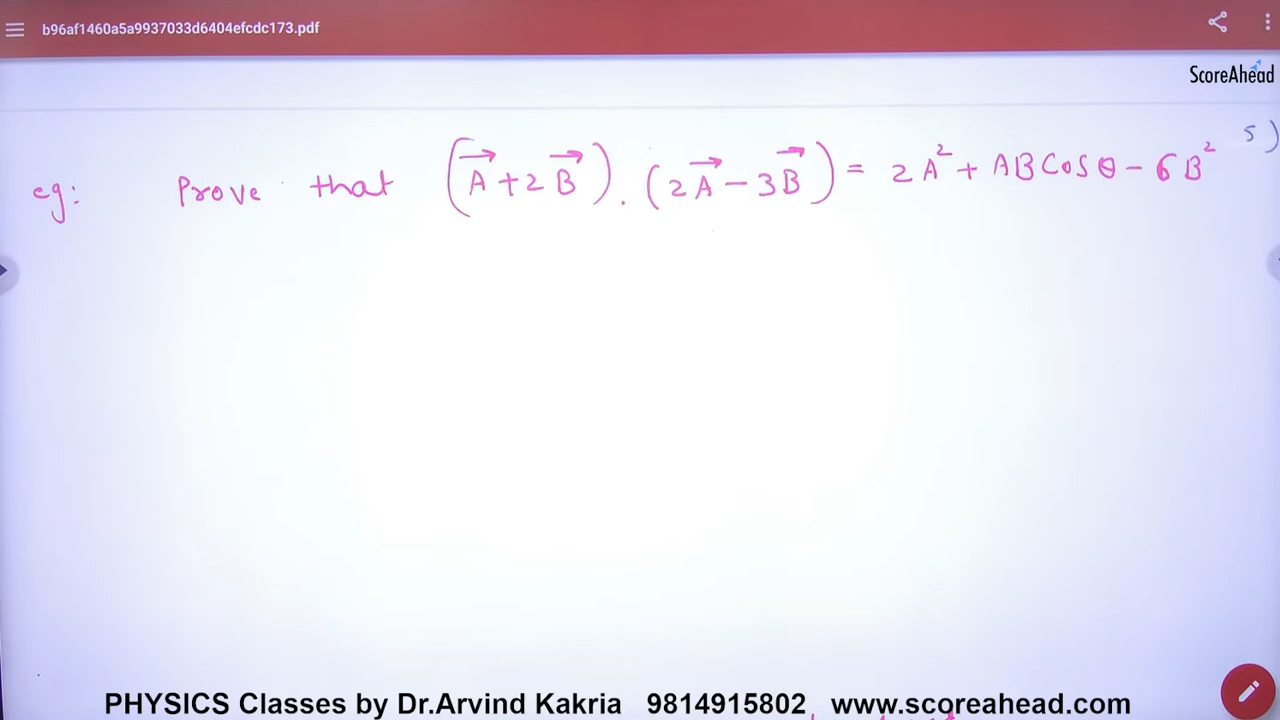 b96af1460a5a9937033d6404efcdc173.pdf
ScoreAhead
5)
eg: Prove that (A⃗ + 2B⃗) . (2A⃗ − 3B⃗) = 2A² + AB Cos θ − 6B²
PHYSICS Classes by Dr.Arvind Kakria 9814915802 www.scoreahead.com